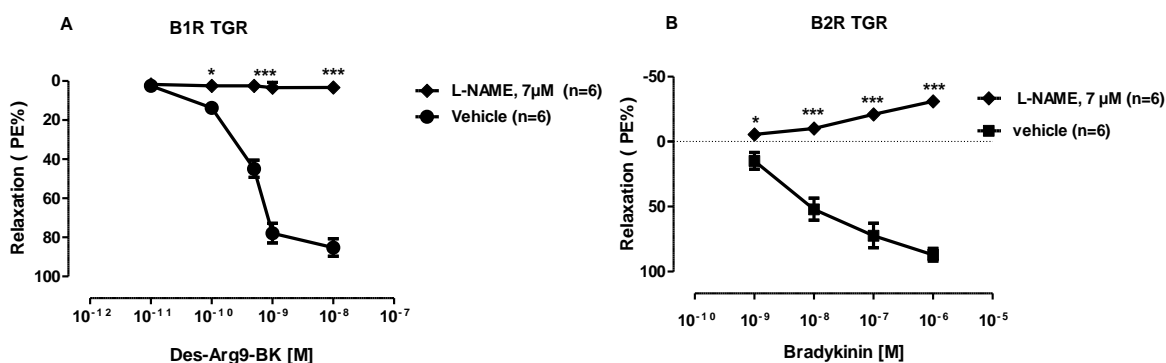 A
B1R TGR
* *** ***
0
20
40
60
80
100
Relaxation ( PE%)
L-NAME, 7µM (n=6)
Vehicle (n=6)
10-12 10-11 10-10 10-9 10-8 10-7
Des-Arg9-BK [M]
B
B2R TGR
* *** *** ***
-50
0
50
100
Relaxation ( PE%)
L-NAME, 7 µM (n=6)
vehicle (n=6)
10-10 10-9 10-8 10-7 10-6 10-5
Bradykinin [M]